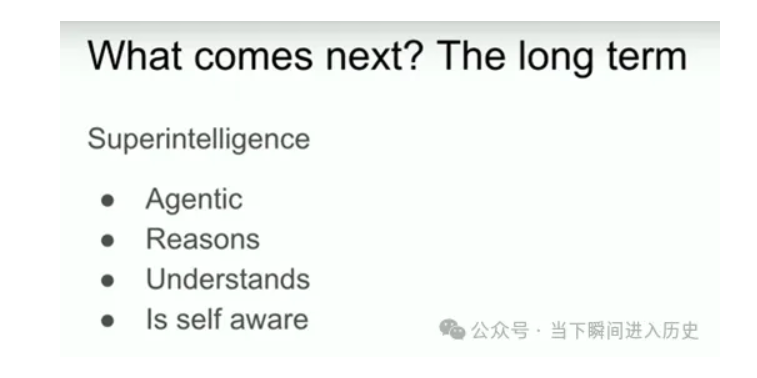 What comes next? The long term
Superintelligence
● Agentic
● Reasons
● Understands
● Is self aware
公众号 · 当下瞬间进入历史